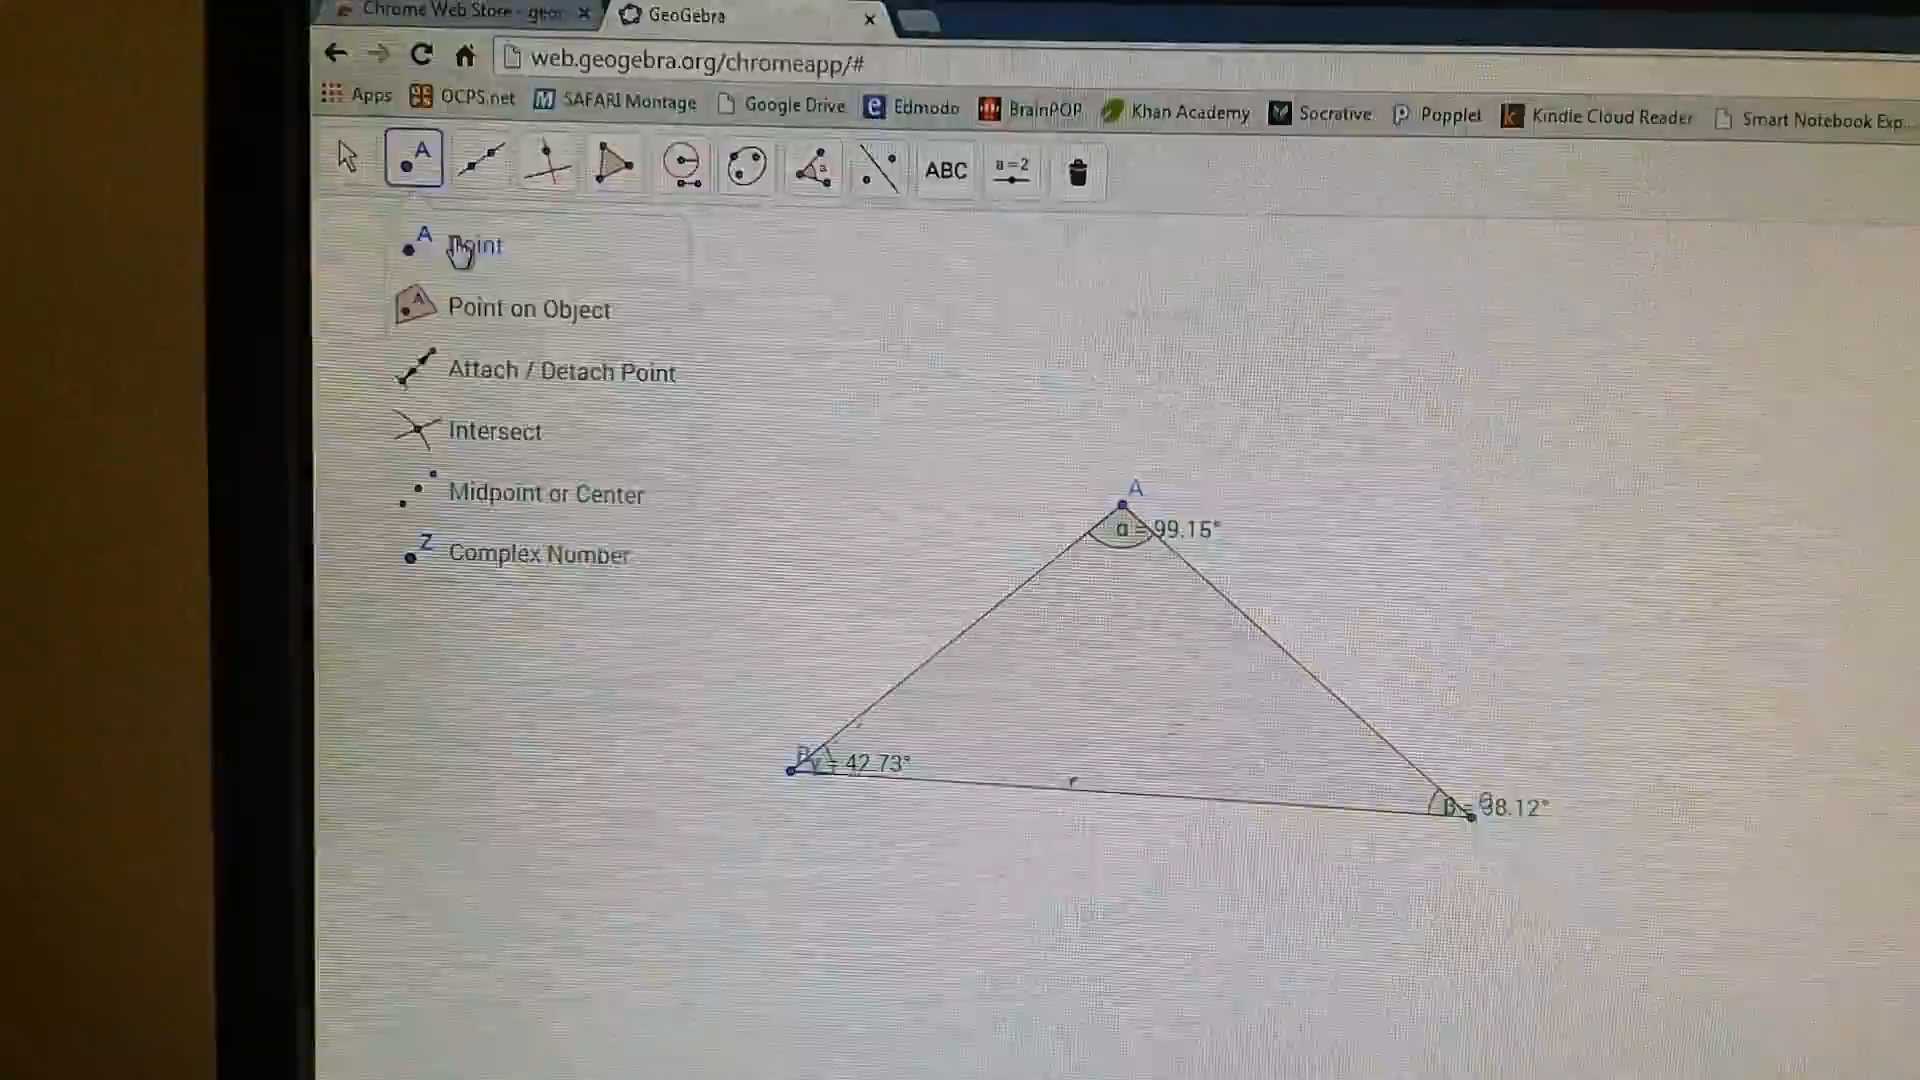 Chrome Web Store - geor
GeoGebra
web.geogebra.org/chromeapp/#
Apps OCPS.net SAFARI Montage Google Drive Edmodo BrainPOP Khan Academy Socrative Popplet Kindle Cloud Reader Smart Notebook Exp...
A ABC a=2
A Point
Point on Object
Attach / Detach Point
Intersect
Midpoint or Center
Z Complex Number
A
α = 99.15°
γ = 42.73°
β = 38.12°